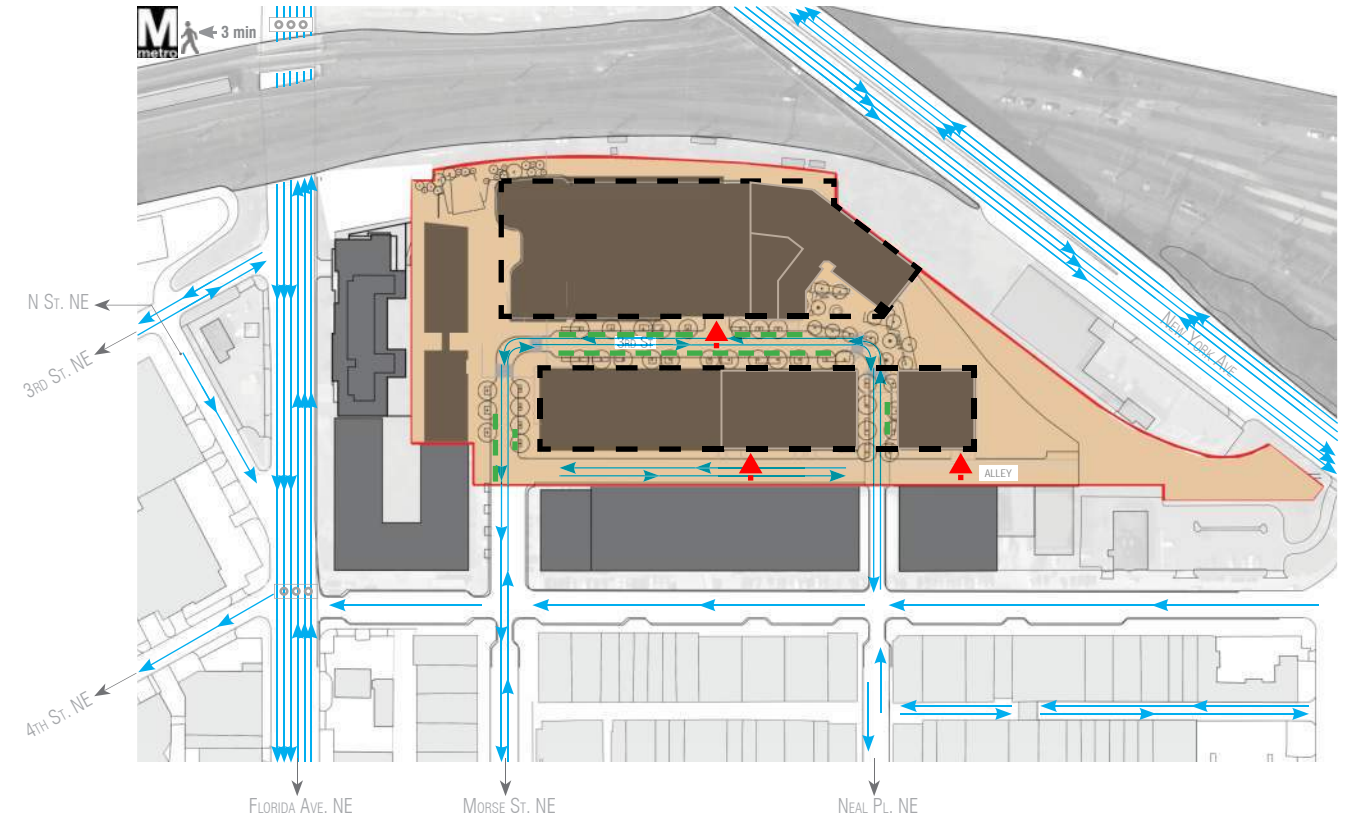 M
metro
3 min
N St. NE
3rd St. NE
3RD ST
New York Ave
ALLEY
4th St. NE
Florida Ave. NE
Morse St. NE
Neal Pl. NE